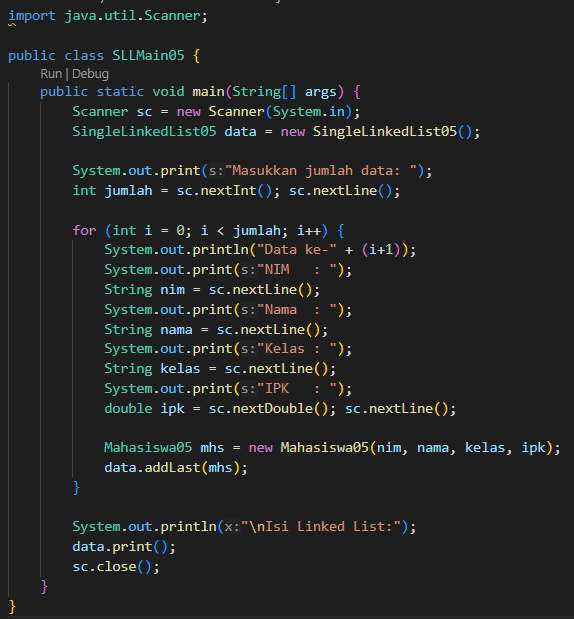 import java.util.Scanner;
public class SLLMain05 {
Run | Debug
public static void main(String[] args) {
Scanner sc = new Scanner(System.in);
SingleLinkedList05 data = new SingleLinkedList05();
System.out.print(s:"Masukkan jumlah data: ");
int jumlah = sc.nextInt(); sc.nextLine();
for (int i = 0; i < jumlah; i++) {
System.out.println("Data ke-" + (i+1));
System.out.print(s:"NIM   : ");
String nim = sc.nextLine();
System.out.print(s:"Nama  : ");
String nama = sc.nextLine();
System.out.print(s:"Kelas : ");
String kelas = sc.nextLine();
System.out.print(s:"IPK   : ");
double ipk = sc.nextDouble(); sc.nextLine();
Mahasiswa05 mhs = new Mahasiswa05(nim, nama, kelas, ipk);
data.addLast(mhs);
}
System.out.println(x:"\nIsi Linked List:");
data.print();
sc.close();
}
}